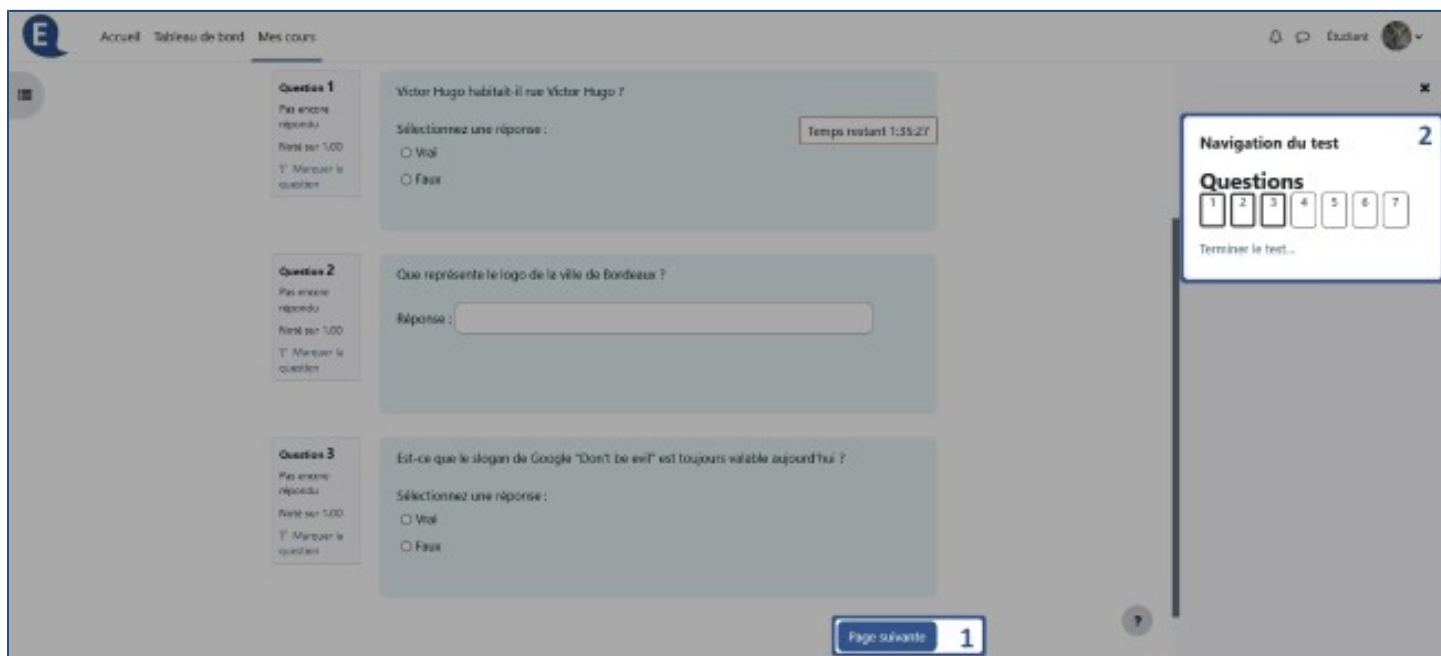 E
Accueil Tableau de bord Mes cours
Étudiant
Question 1
Pas encore
répondu
Noté sur 1,00
Marquer la
question
Victor Hugo habitait-il rue Victor Hugo ?
Sélectionnez une réponse :
Vrai
Faux
Temps restant 1:35:27
Question 2
Pas encore
répondu
Noté sur 1,00
Marquer la
question
Que représente le logo de la ville de Bordeaux ?
Réponse :
Question 3
Pas encore
répondu
Noté sur 1,00
Marquer la
question
Est-ce que le slogan de Google "Don't be evil" est toujours valable aujourd'hui ?
Sélectionnez une réponse :
Vrai
Faux
Page suivante 1
?
Navigation du test 2
Questions
1 2 3 4 5 6 7
Terminer le test...